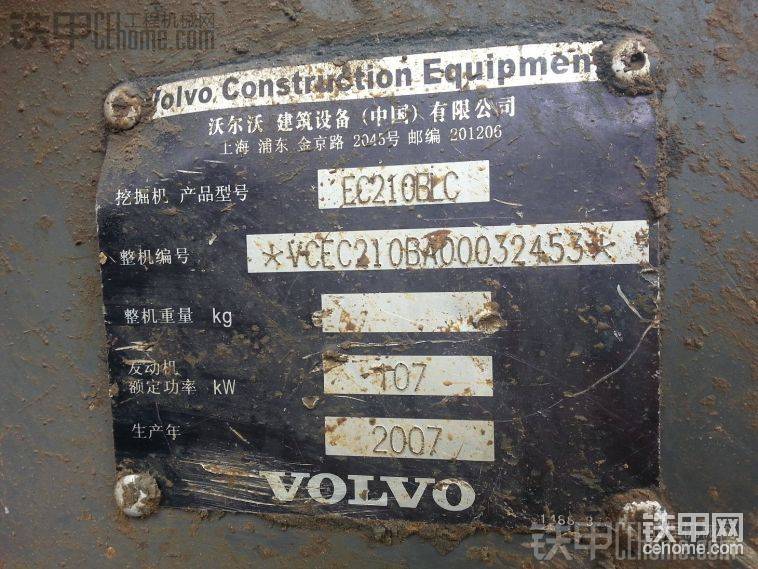 铁甲工程机械网
cehome.com
Volvo Construction Equipment
沃尔沃 建筑设备 (中国) 有限公司
上海 浦东 金京路 2045号 邮编 201206
挖掘机 产品型号 EC210BLC
整机编号 *VCEC210BA00032453*
整机重量 kg
发动机
额定功率 kW 107
生产年 2007
VOLVO
铁甲网
cehome.com